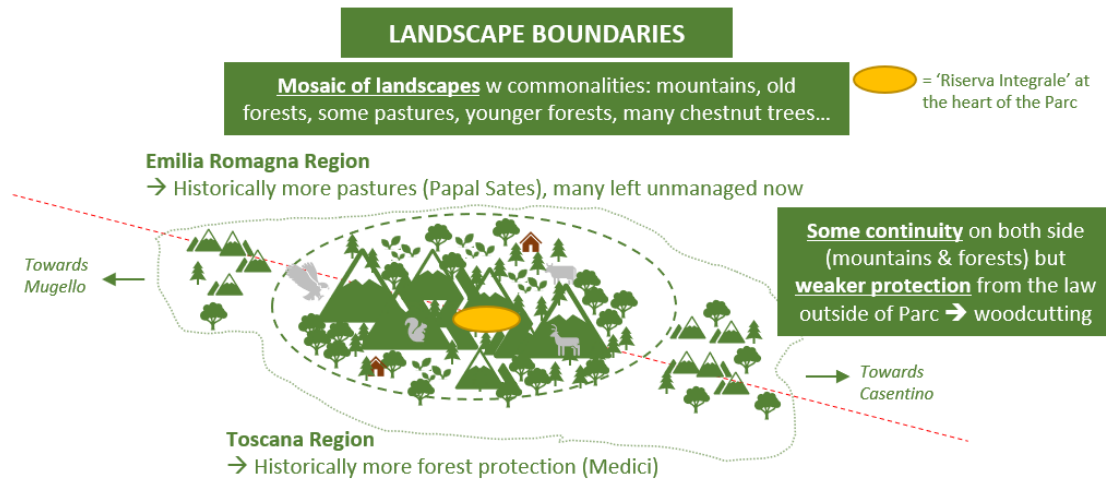 LANDSCAPE BOUNDARIES
Mosaic of landscapes w commonalities: mountains, old
forests, some pastures, younger forests, many chestnut trees…
= ‘Riserva Integrale’ at
the heart of the Parc
Emilia Romagna Region
→ Historically more pastures (Papal Sates), many left unmanaged now
Some continuity on both side
(mountains & forests) but
weaker protection from the law
outside of Parc → woodcutting
Towards
Mugello
Towards
Casentino
Toscana Region
→ Historically more forest protection (Medici)